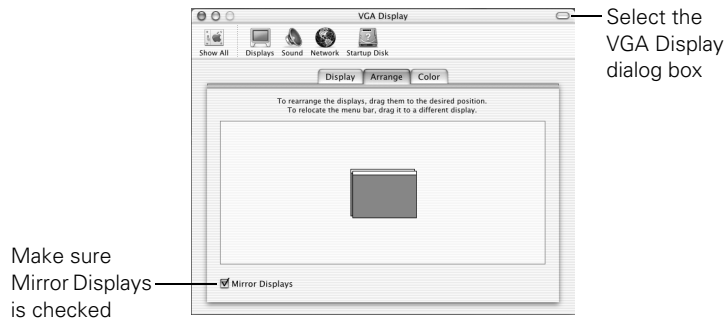 VGA Display
Select the
VGA Display
dialog box
Show All Displays Sound Network Startup Disk
Display Arrange Color
To rearrange the displays, drag them to the desired position.
To relocate the menu bar, drag it to a different display.
Make sure
Mirror Displays
is checked
Mirror Displays